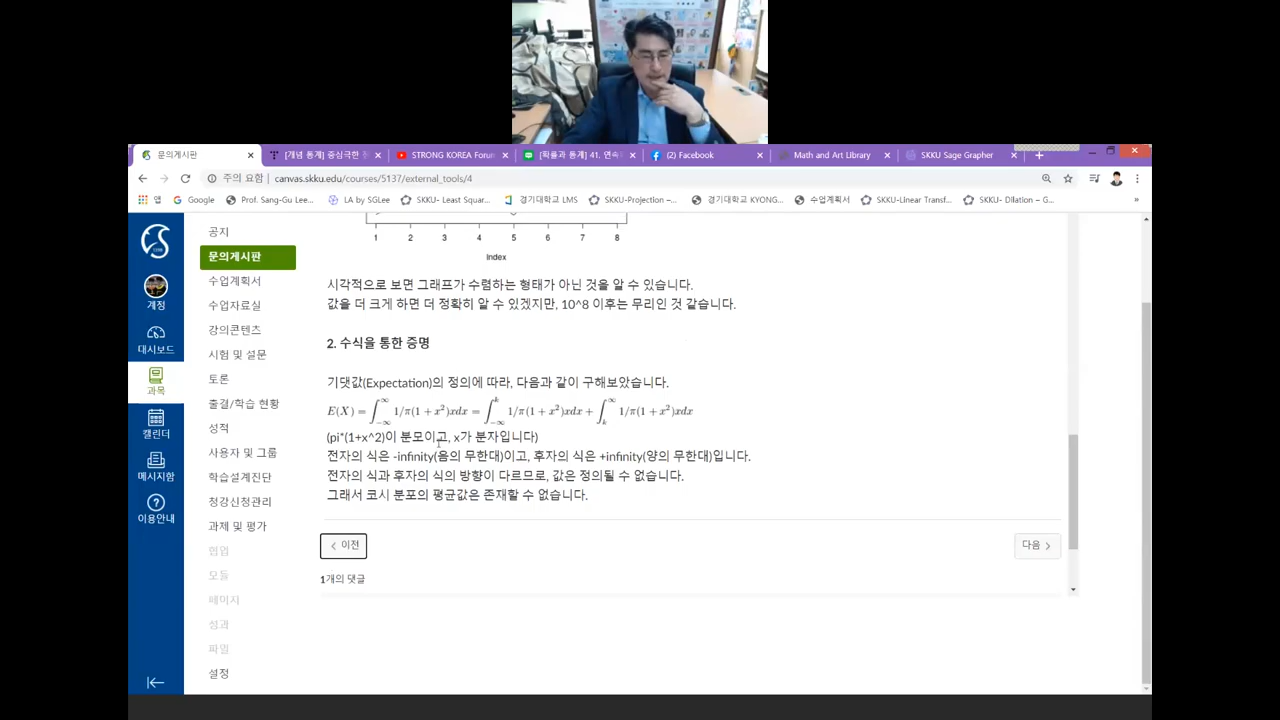 문의게시판
[개념 통계] 중심극한
STRONG KOREA Forum
[확률과 통계] 41. 연속
(2) Facebook
Math and Art Library
SKKU Sage Grapher
주의 요함
canvas.skku.edu/courses/5137/external_tools/4
앱
Google
Prof. Sang-Gu Lee...
LA by SGLee
SKKU- Least Squar...
경기대학교 LMS
SKKU-Projection –...
경기대학교 KYONG...
수업계획서
SKKU-Linear Transf...
SKKU- Dilation – G...
»
계정
대시보드
과목
캘린더
메시지함
이용안내
공지
문의게시판
수업계획서
수업자료실
강의콘텐츠
시험 및 설문
토론
출결/학습 현황
성적
사용자 및 그룹
학습설계진단
청강신청관리
과제 및 평가
협업
모듈
페이지
성과
파일
설정
1 2 3 4 5 6 7 8
Index
시각적으로 보면 그래프가 수렴하는 형태가 아닌 것을 알 수 있습니다.
값을 더 크게 하면 더 정확히 알 수 있겠지만, 10^8 이후는 무리인 것 같습니다.
2. 수식을 통한 증명
기댓값(Expectation)의 정의에 따라, 다음과 같이 구해보았습니다.
E(X) = ∫_{-∞}^{∞} 1/π(1 + x²)xdx = ∫_{-∞}^{k} 1/π(1 + x²)xdx + ∫_{k}^{∞} 1/π(1 + x²)xdx
(pi*(1+x^2)이 분모이고, x가 분자입니다)
전자의 식은 -infinity(음의 무한대)이고, 후자의 식은 +infinity(양의 무한대)입니다.
전자의 식과 후자의 식의 방향이 다르므로, 값은 정의될 수 없습니다.
그래서 코시 분포의 평균값은 존재할 수 없습니다.
< 이전
다음 >
1개의 댓글